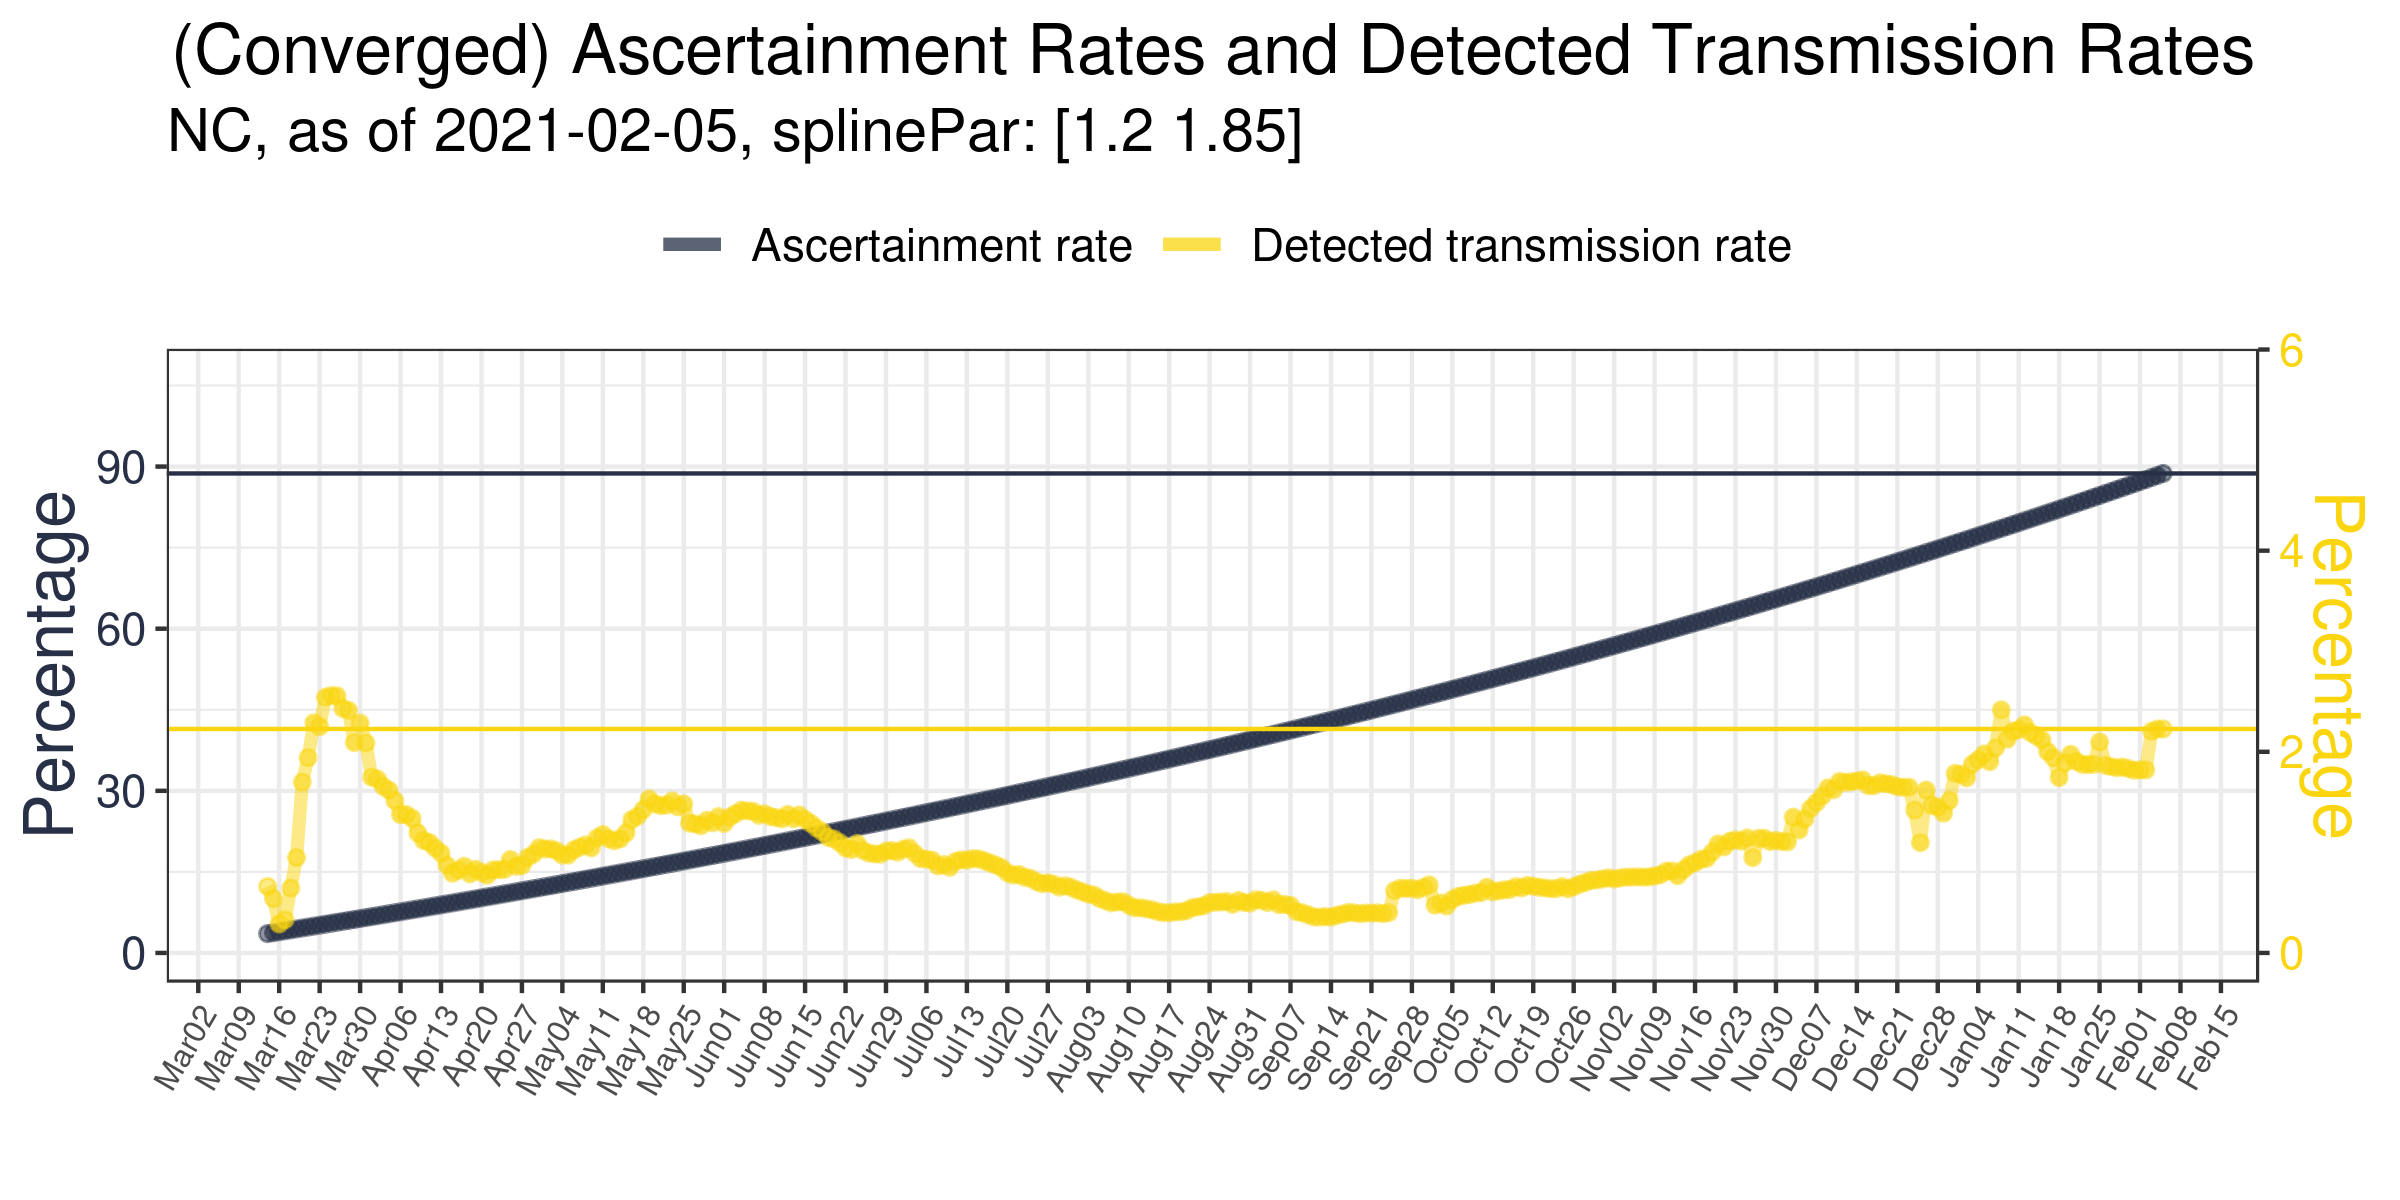 (Converged) Ascertainment Rates and Detected Transmission Rates
NC, as of 2021-02-05, splinePar: [1.2 1.85]
Ascertainment rate Detected transmission rate
Percentage
90
60
30
0
6
4
2
0
Percentage
Mar02 Mar09 Mar16 Mar23 Mar30 Apr06 Apr13 Apr20 Apr27 May04 May11 May18 May25 Jun01 Jun08 Jun15 Jun22 Jun29 Jul06 Jul13 Jul20 Jul27 Aug03 Aug10 Aug17 Aug24 Aug31 Sep07 Sep14 Sep21 Sep28 Oct05 Oct12 Oct19 Oct26 Nov02 Nov09 Nov16 Nov23 Nov30 Dec07 Dec14 Dec21 Dec28 Jan04 Jan11 Jan18 Jan25 Feb01 Feb08 Feb15